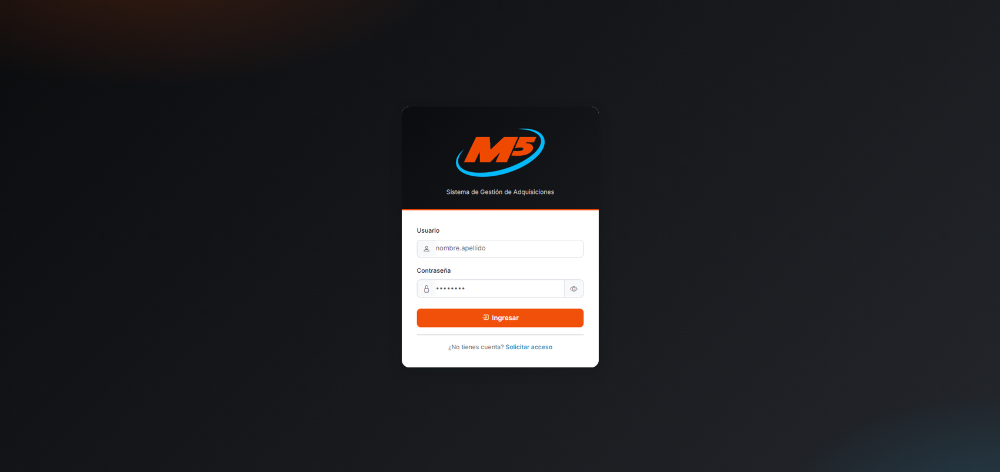 M5
Sistema de Gestión de Adquisiciones
Usuario
nombre.apellido
Contraseña
••••••••
Ingresar
¿No tienes cuenta? Solicitar acceso